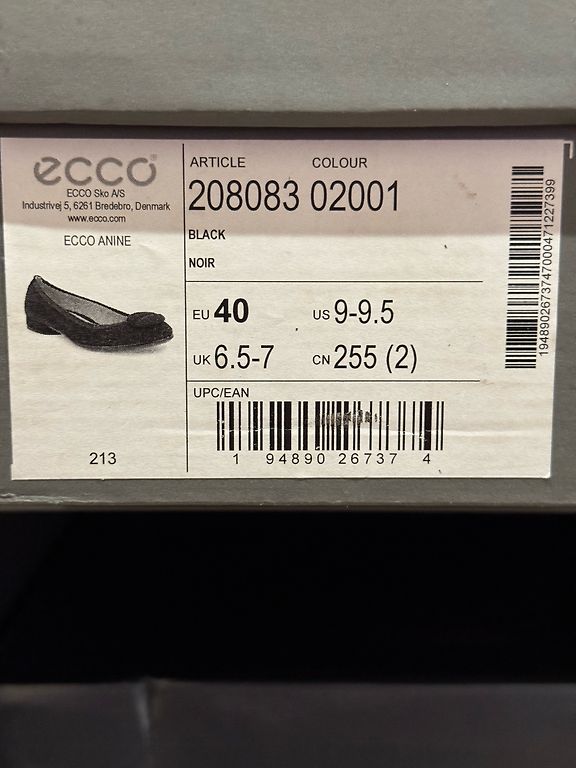 ecco
ECCO Sko A/S
Industrivej 5, 6261 Bredebro, Denmark
www.ecco.com
ECCO ANINE
213
ARTICLE COLOUR
208083 02001
BLACK
NOIR
EU 40 US 9-9.5
UK 6.5-7 CN 255 (2)
UPC/EAN
1 94890 26737 4
1948902673747000471227399